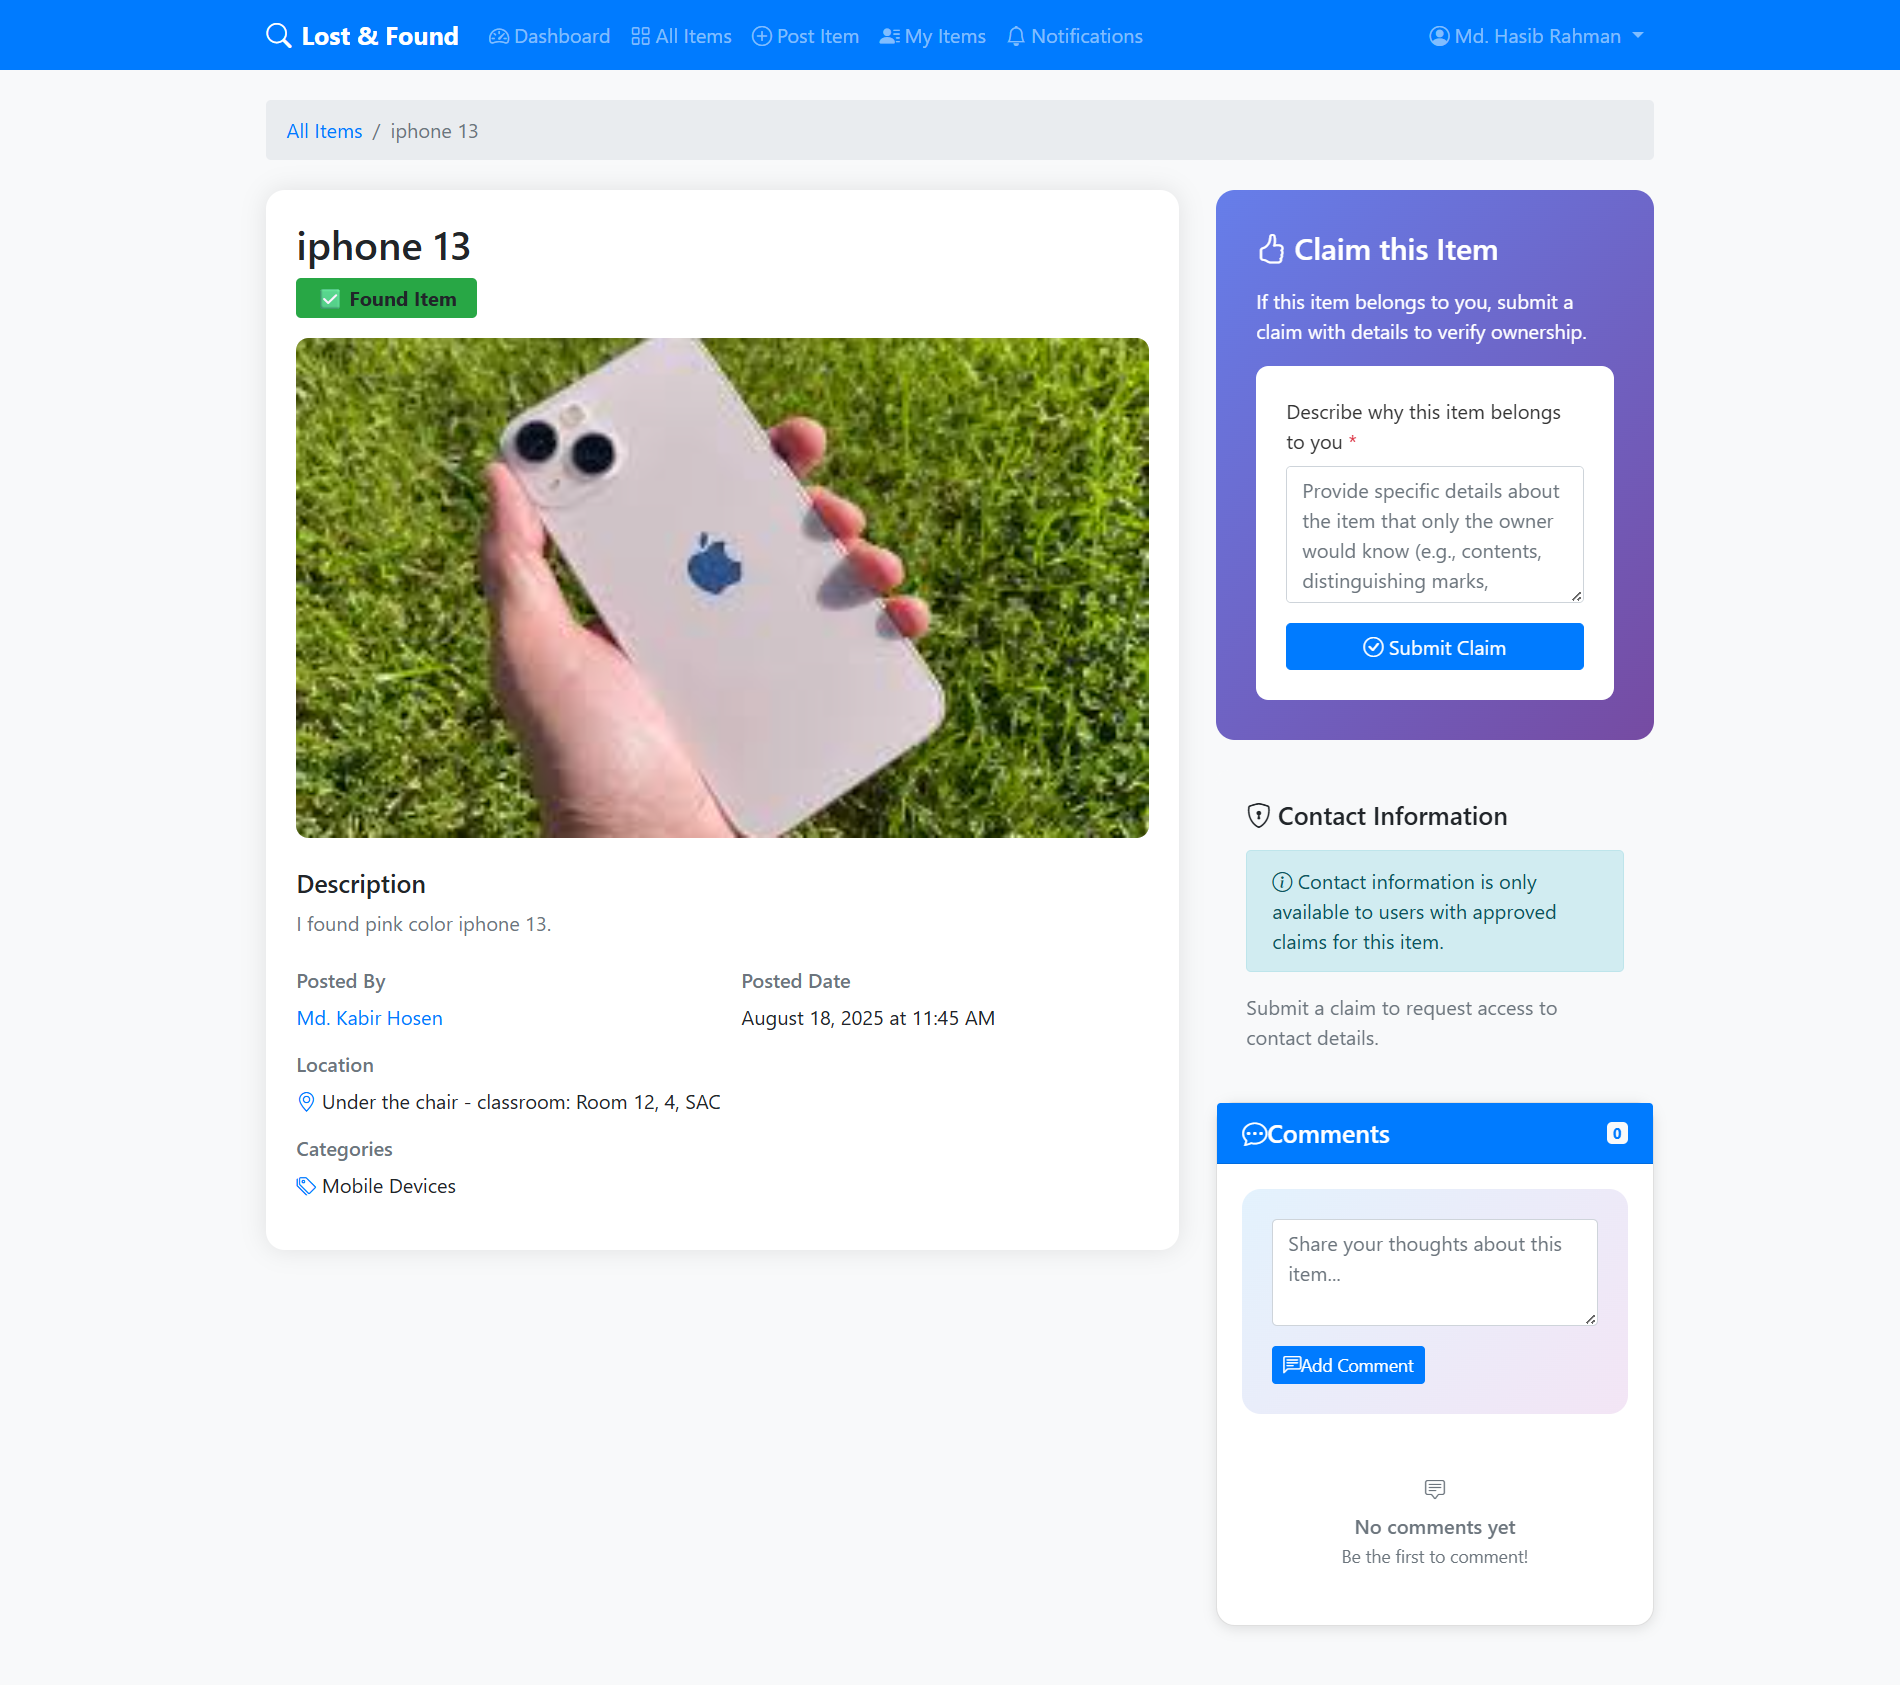 Lost & Found
Dashboard
All Items
Post Item
My Items
Notifications
Md. Hasib Rahman
All Items / iphone 13
iphone 13
✅ Found Item
Description
I found pink color iphone 13.
Posted By
Md. Kabir Hosen
Posted Date
August 18, 2025 at 11:45 AM
Location
Under the chair - classroom: Room 12, 4, SAC
Categories
Mobile Devices
Claim this Item
If this item belongs to you, submit a
claim with details to verify ownership.
Describe why this item belongs
to you *
Provide specific details about
the item that only the owner
would know (e.g., contents,
distinguishing marks,
Submit Claim
Contact Information
Contact information is only
available to users with approved
claims for this item.
Submit a claim to request access to
contact details.
Comments
0
Share your thoughts about this
item...
Add Comment
No comments yet
Be the first to comment!